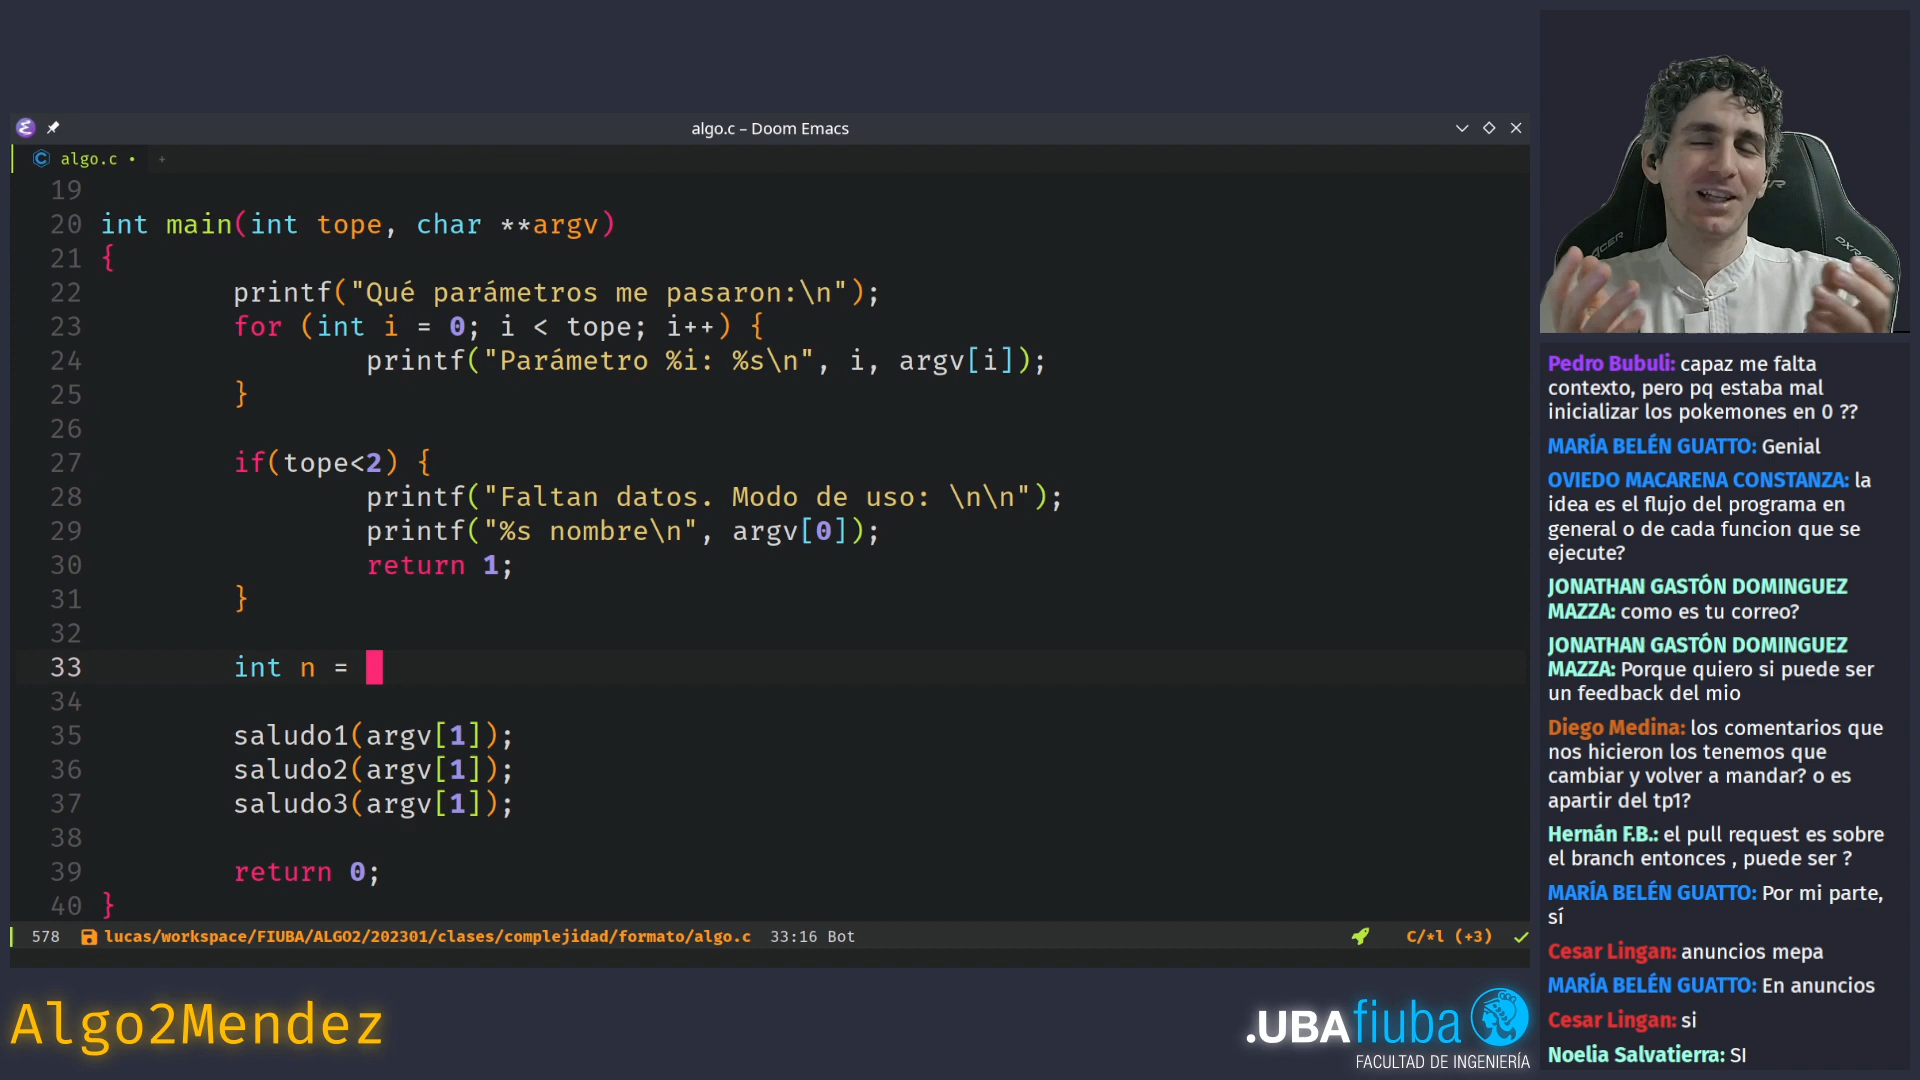 algo.c – Doom Emacs
algo.c • +
19
20 int main(int tope, char **argv)
21 {
22 printf("Qué parámetros me pasaron:\n");
23 for (int i = 0; i < tope; i++) {
24 printf("Parámetro %i: %s\n", i, argv[i]);
25 }
26
27 if(tope<2) {
28 printf("Faltan datos. Modo de uso: \n\n");
29 printf("%s nombre\n", argv[0]);
30 return 1;
31 }
32
33 int n =
34
35 saludo1(argv[1]);
36 saludo2(argv[1]);
37 saludo3(argv[1]);
38
39 return 0;
40 }
578 lucas/workspace/FIUBA/ALGO2/202301/clases/complejidad/formato/algo.c 33:16 Bot C/*l (+3)
Algo2Mendez
.UBAfiuba
FACULTAD DE INGENIERÍA
Pedro Bubuli: capaz me falta
contexto, pero pq estaba mal
inicializar los pokemones en 0 ??
MARÍA BELÉN GUATTO: Genial
OVIEDO MACARENA CONSTANZA: la
idea es el flujo del programa en
general o de cada funcion que se
ejecute?
JONATHAN GASTÓN DOMINGUEZ
MAZZA: como es tu correo?
JONATHAN GASTÓN DOMINGUEZ
MAZZA: Porque quiero si puede ser
un feedback del mio
Diego Medina: los comentarios que
nos hicieron los tenemos que
cambiar y volver a mandar? o es
apartir del tp1?
Hernán F.B.: el pull request es sobre
el branch entonces , puede ser ?
MARÍA BELÉN GUATTO: Por mi parte,
sí
Cesar Lingan: anuncios mepa
MARÍA BELÉN GUATTO: En anuncios
Cesar Lingan: si
Noelia Salvatierra: SI